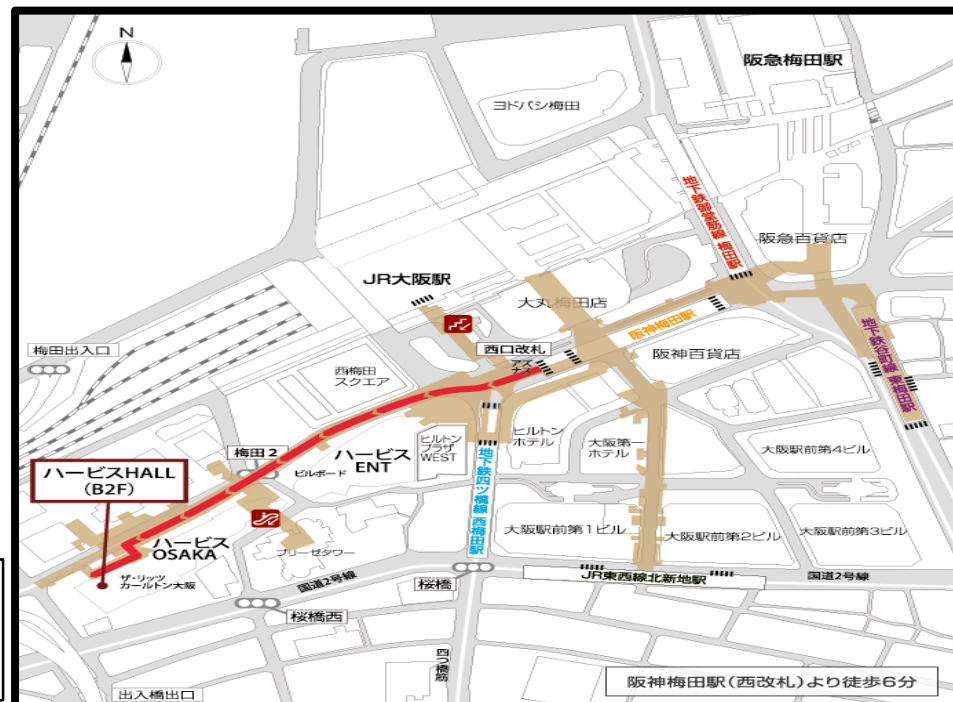 N
阪急梅田駅
ヨドバシ梅田
地下鉄御堂筋線 梅田駅
阪急百貨店
JR大阪駅
大丸梅田店
阪神梅田駅
地下鉄谷町線 東梅田駅
西口改札
アズ
ナス
阪神百貨店
梅田出入口
西梅田
スクエア
梅田2
ハービス
ENT
ビルボード
ヒルトン
プラザ
WEST
ヒルトン
ホテル
大阪第一
ホテル
大阪駅前第4ビル
地下鉄四ツ橋線 西梅田駅
ハービスHALL
(B2F)
ハービス
OSAKA
ブリーゼタワー
大阪駅前第1ビル
大阪駅前第2ビル
大阪駅前第3ビル
ザ・リッツ
カールトン大阪
国道2号線
桜橋
JR東西線北新地駅
国道2号線
桜橋西
四つ橋筋
出入橋出口
阪神梅田駅(西改札)より徒歩6分